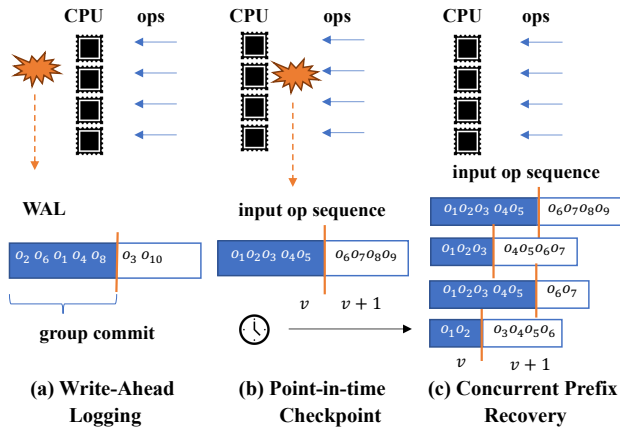 CPU ops
CPU ops
CPU ops
WAL
input op sequence
input op sequence
o₂ o₆ o₁ o₄ o₈ o₃ o₁₀
o₁o₂o₃ o₄o₅ o₆o₇o₈o₉
o₁o₂o₃ o₄o₅ o₆o₇o₈o₉
o₁o₂o₃ o₄o₅o₆o₇
o₁o₂o₃ o₄o₅ o₆o₇
o₁o₂ o₃o₄o₅o₆
group commit
v v + 1
v v + 1
(a) Write-Ahead
Logging
(b) Point-in-time
Checkpoint
(c) Concurrent Prefix
Recovery